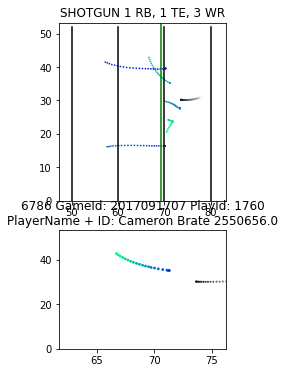 SHOTGUN 1 RB, 1 TE, 3 WR
50
40
30
20
10
0
50 60 70 80
6786 GameId: 2017091707 PlayId: 1760
PlayerName + ID: Cameron Brate 2550656.0
40
20
0
65 70 75